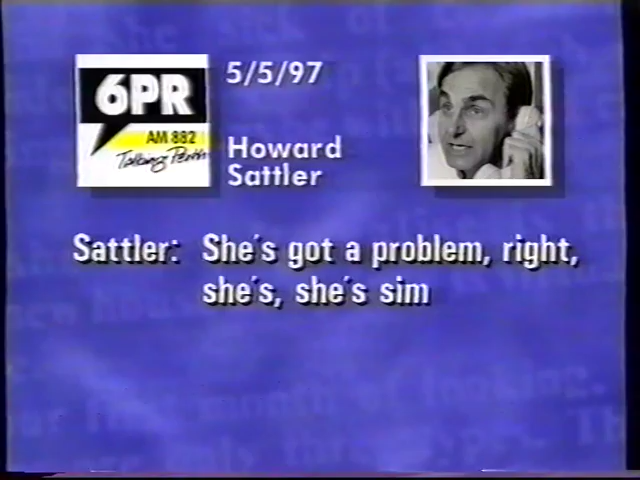 6PR
AM 882
Talking Perth
5/5/97
Howard
Sattler
Sattler: She's got a problem, right,
she's, she's sim